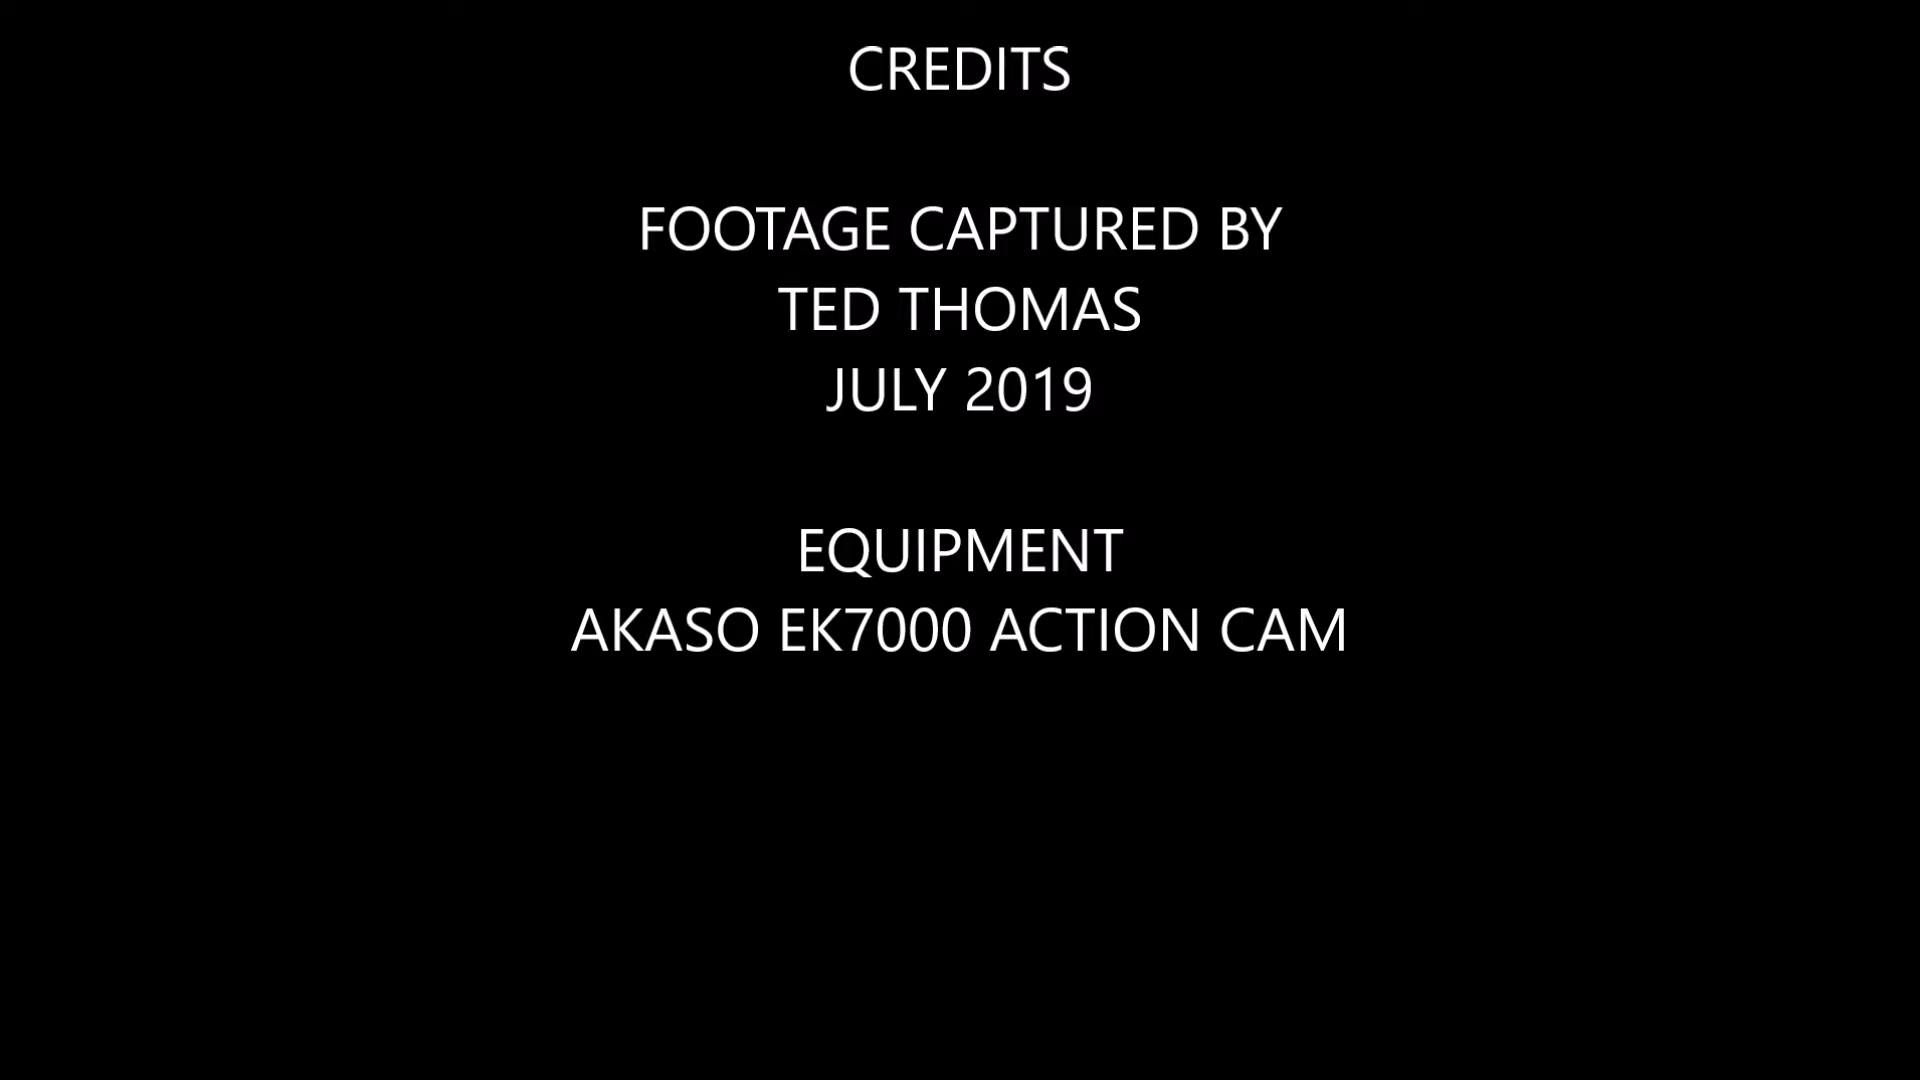 CREDITS
FOOTAGE CAPTURED BY
TED THOMAS
JULY 2019
EQUIPMENT
AKASO EK7000 ACTION CAM